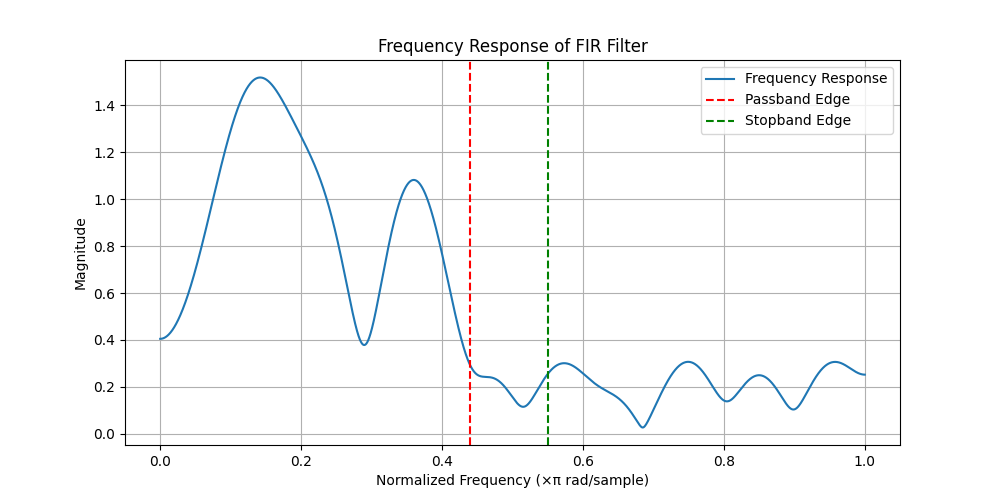 Frequency Response of FIR Filter
Frequency Response
Passband Edge
Stopband Edge
Magnitude
1.4
1.2
1.0
0.8
0.6
0.4
0.2
0.0
0.0 0.2 0.4 0.6 0.8 1.0
Normalized Frequency (×π rad/sample)